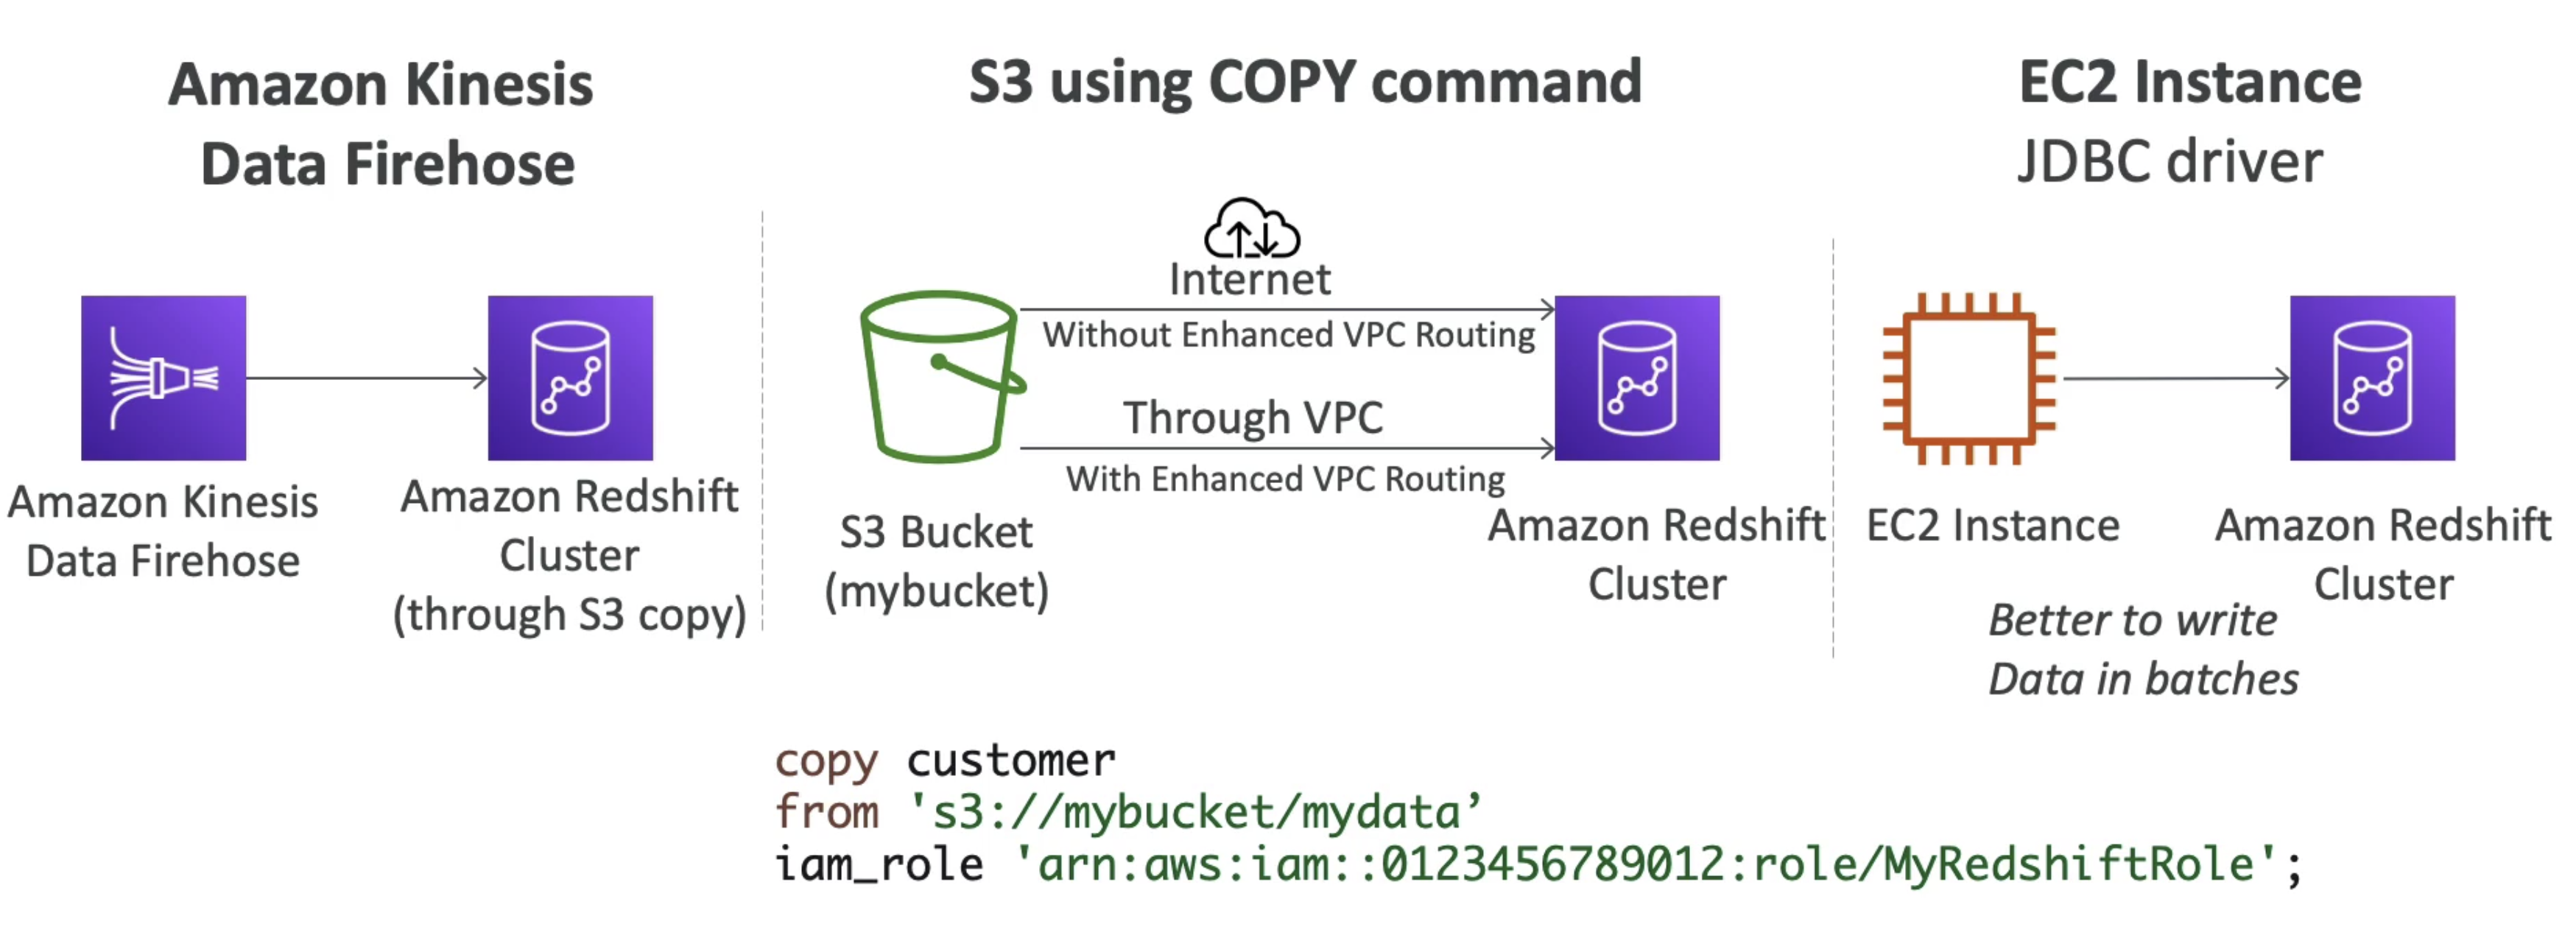 Amazon Kinesis
Data Firehose
Amazon Kinesis
Data Firehose
Amazon Redshift
Cluster
(through S3 copy)
S3 using COPY command
Internet
Without Enhanced VPC Routing
Through VPC
With Enhanced VPC Routing
S3 Bucket
(mybucket)
Amazon Redshift
Cluster
EC2 Instance
JDBC driver
EC2 Instance
Amazon Redshift
Cluster
Better to write
Data in batches
copy customer
from 's3://mybucket/mydata’
iam_role 'arn:aws:iam::0123456789012:role/MyRedshiftRole';